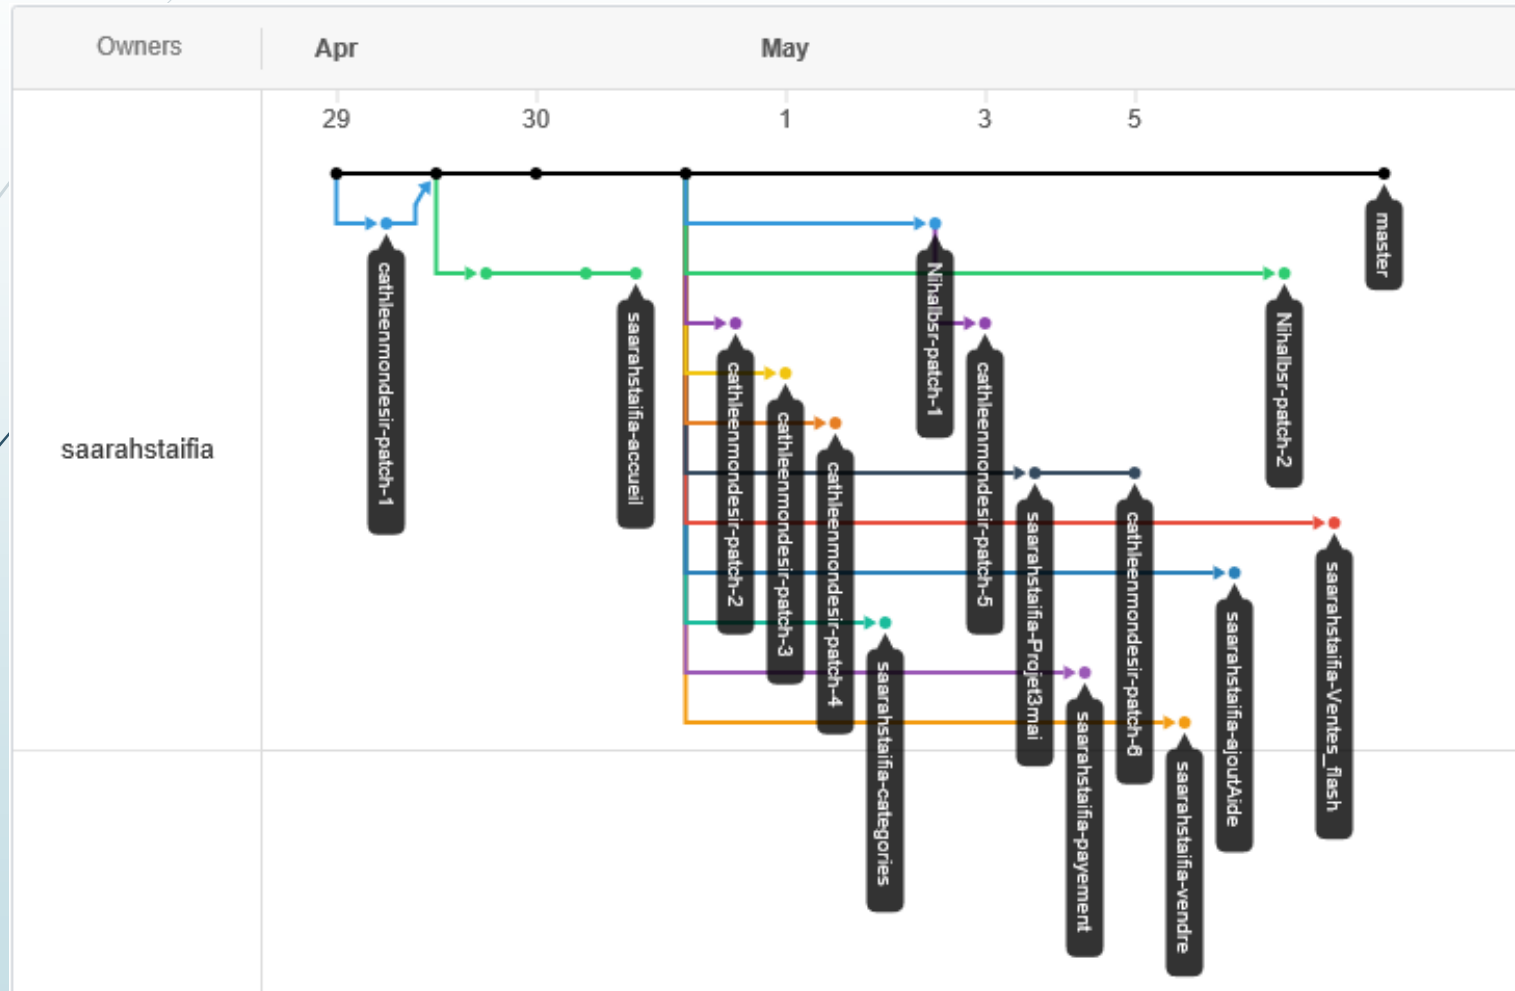 Owners
Apr
May
29
30
1
3
5
saarahstaifia
master
cathleenmondesir-patch-1
Nihalbsr-patch-1
saarahstaifia-accueil
Nihalbsr-patch-2
cathleenmondesir-patch-2
cathleenmondesir-patch-5
cathleenmondesir-patch-3
cathleenmondesir-patch-4
saarahstaifia-Projet3mai
cathleenmondesir-patch-6
saarahstaifia-Ventes_flash
saarahstaifia-ajoutAide
saarahstaifia-categories
saarahstaifia-payement
saarahstaifia-vendre